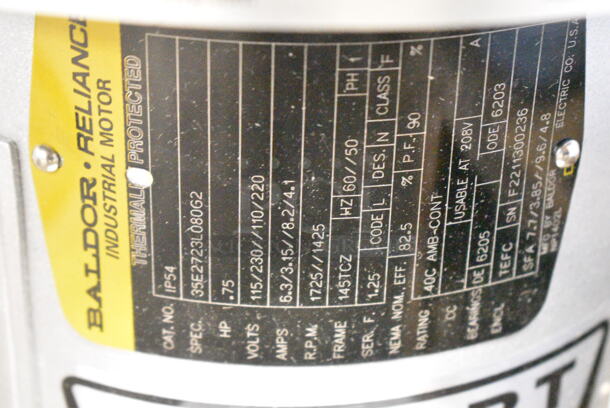 BALDOR · RELIANCE
INDUSTRIAL MOTOR
THERMALLY PROTECTED
CAT. NO. IP54
SPEC. 35E2723L080G2
HP .75
VOLTS 115/230//110/220
AMPS 6.3/3.15//8.2/4.1
R.P.M. 1725//1425
FRAME 145TCZ HZ 60//50 PH 1
SER. F. 1.25 CODE L DES. N CLASS F
NEMA NOM. EFF. 82.5 % P.F. 90 %
RATING 40C AMB-CONT
CC USABLE AT 208V A
BEARINGS DE 6205 ODE 6203
ENCL TEFC SN F2211300236
SFA 7.7/3.85//9.6/4.8
MFG BY BALDOR ELECTRIC CO. U.S.A.